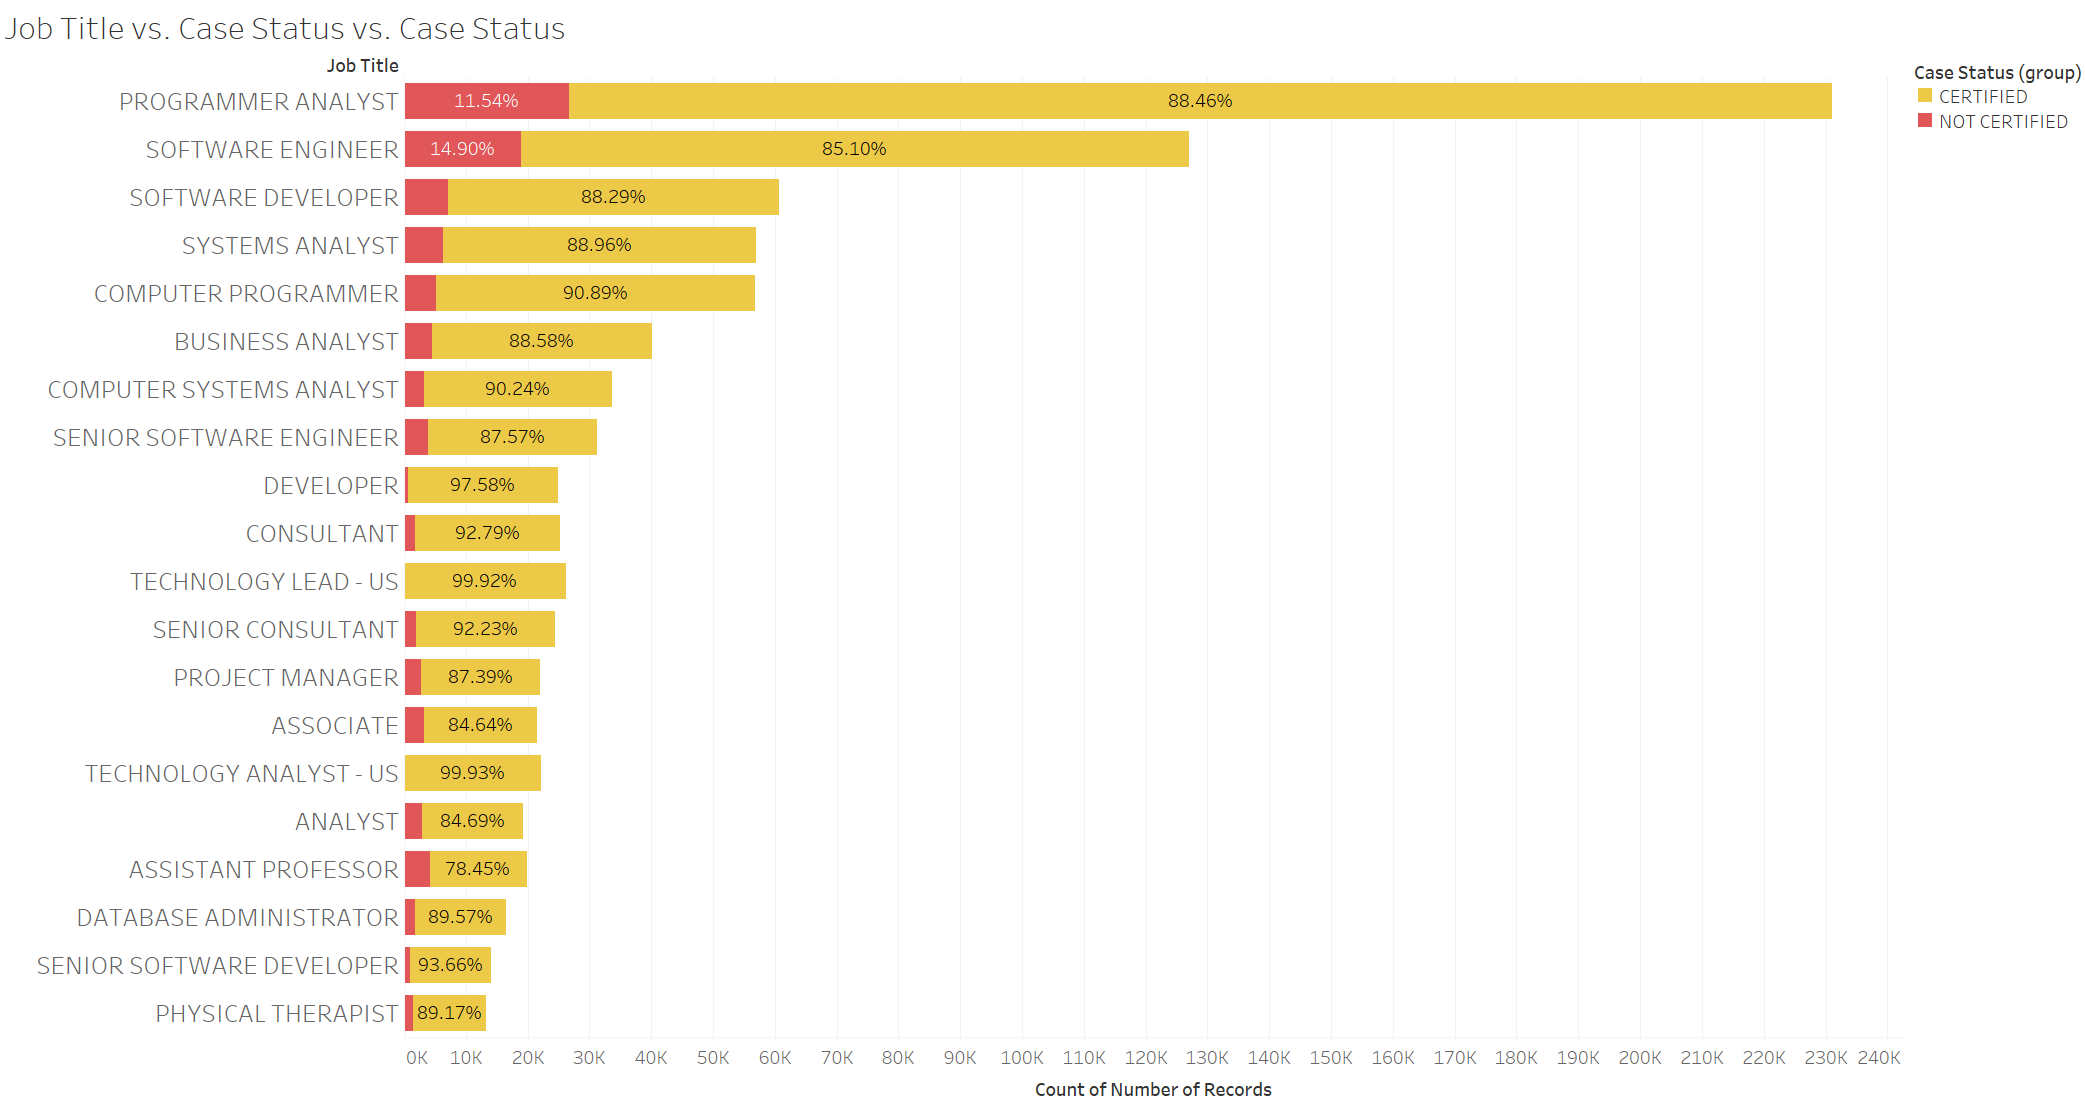 Job Title vs. Case Status vs. Case Status
Job Title
Case Status (group)
CERTIFIED
NOT CERTIFIED
PROGRAMMER ANALYST 11.54% 88.46%
SOFTWARE ENGINEER 14.90% 85.10%
SOFTWARE DEVELOPER 88.29%
SYSTEMS ANALYST 88.96%
COMPUTER PROGRAMMER 90.89%
BUSINESS ANALYST 88.58%
COMPUTER SYSTEMS ANALYST 90.24%
SENIOR SOFTWARE ENGINEER 87.57%
DEVELOPER 97.58%
CONSULTANT 92.79%
TECHNOLOGY LEAD - US 99.92%
SENIOR CONSULTANT 92.23%
PROJECT MANAGER 87.39%
ASSOCIATE 84.64%
TECHNOLOGY ANALYST - US 99.93%
ANALYST 84.69%
ASSISTANT PROFESSOR 78.45%
DATABASE ADMINISTRATOR 89.57%
SENIOR SOFTWARE DEVELOPER 93.66%
PHYSICAL THERAPIST 89.17%
0K 10K 20K 30K 40K 50K 60K 70K 80K 90K 100K 110K 120K 130K 140K 150K 160K 170K 180K 190K 200K 210K 220K 230K 240K
Count of Number of Records